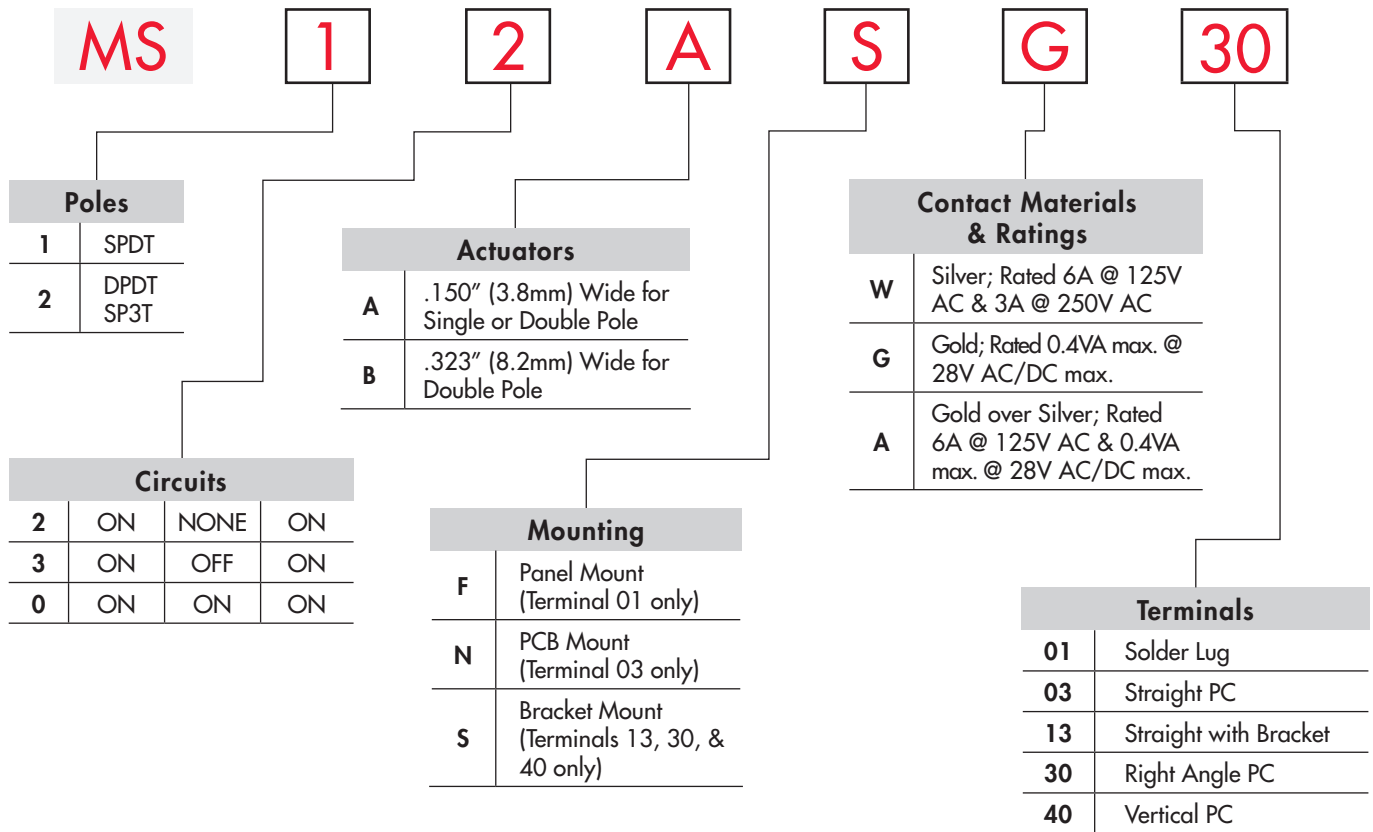 MS 1 2 A S G 30
Poles
1 SPDT
2 DPDT
SP3T
Circuits
2 ON NONE ON
3 ON OFF ON
0 ON ON ON
Actuators
A .150” (3.8mm) Wide for
Single or Double Pole
B .323” (8.2mm) Wide for
Double Pole
Mounting
F Panel Mount
(Terminal 01 only)
N PCB Mount
(Terminal 03 only)
S Bracket Mount
(Terminals 13, 30, &
40 only)
Contact Materials
& Ratings
W Silver; Rated 6A @ 125V
AC & 3A @ 250V AC
G Gold; Rated 0.4VA max. @
28V AC/DC max.
A Gold over Silver; Rated
6A @ 125V AC & 0.4VA
max. @ 28V AC/DC max.
Terminals
01 Solder Lug
03 Straight PC
13 Straight with Bracket
30 Right Angle PC
40 Vertical PC